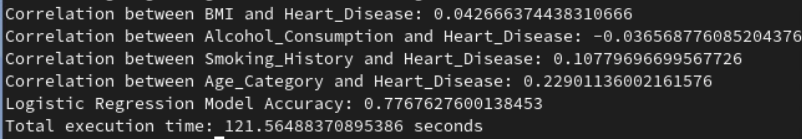 Correlation between BMI and Heart_Disease: 0.042666374438310666
Correlation between Alcohol_Consumption and Heart_Disease: -0.036568776085204376
Correlation between Smoking_History and Heart_Disease: 0.10779696699567726
Correlation between Age_Category and Heart_Disease: 0.22901136002161576
Logistic Regression Model Accuracy: 0.7767627600138453
Total execution time: 121.56488370895386 seconds